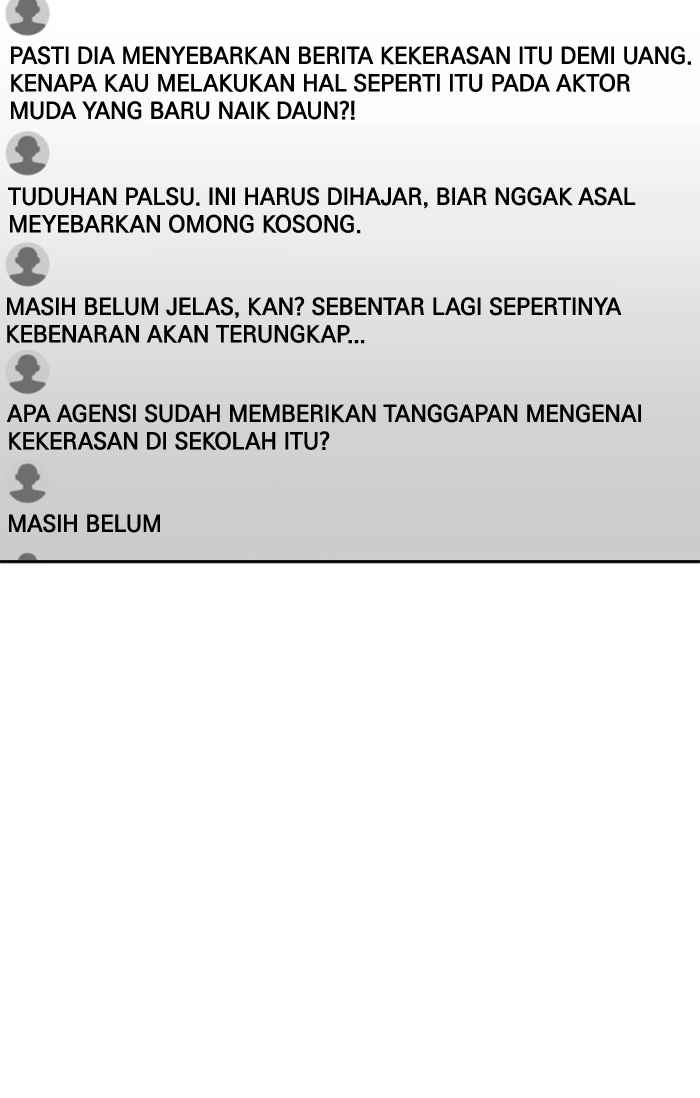 PASTI DIA MENYEBARKAN BERITA KEKERASAN ITU DEMI UANG.
KENAPA KAU MELAKUKAN HAL SEPERTI ITU PADA AKTOR
MUDA YANG BARU NAIK DAUN?!
TUDUHAN PALSU. INI HARUS DIHAJAR, BIAR NGGAK ASAL
MEYEBARKAN OMONG KOSONG.
MASIH BELUM JELAS, KAN? SEBENTAR LAGI SEPERTINYA
KEBENARAN AKAN TERUNGKAP...
APA AGENSI SUDAH MEMBERIKAN TANGGAPAN MENGENAI
KEKERASAN DI SEKOLAH ITU?
MASIH BELUM